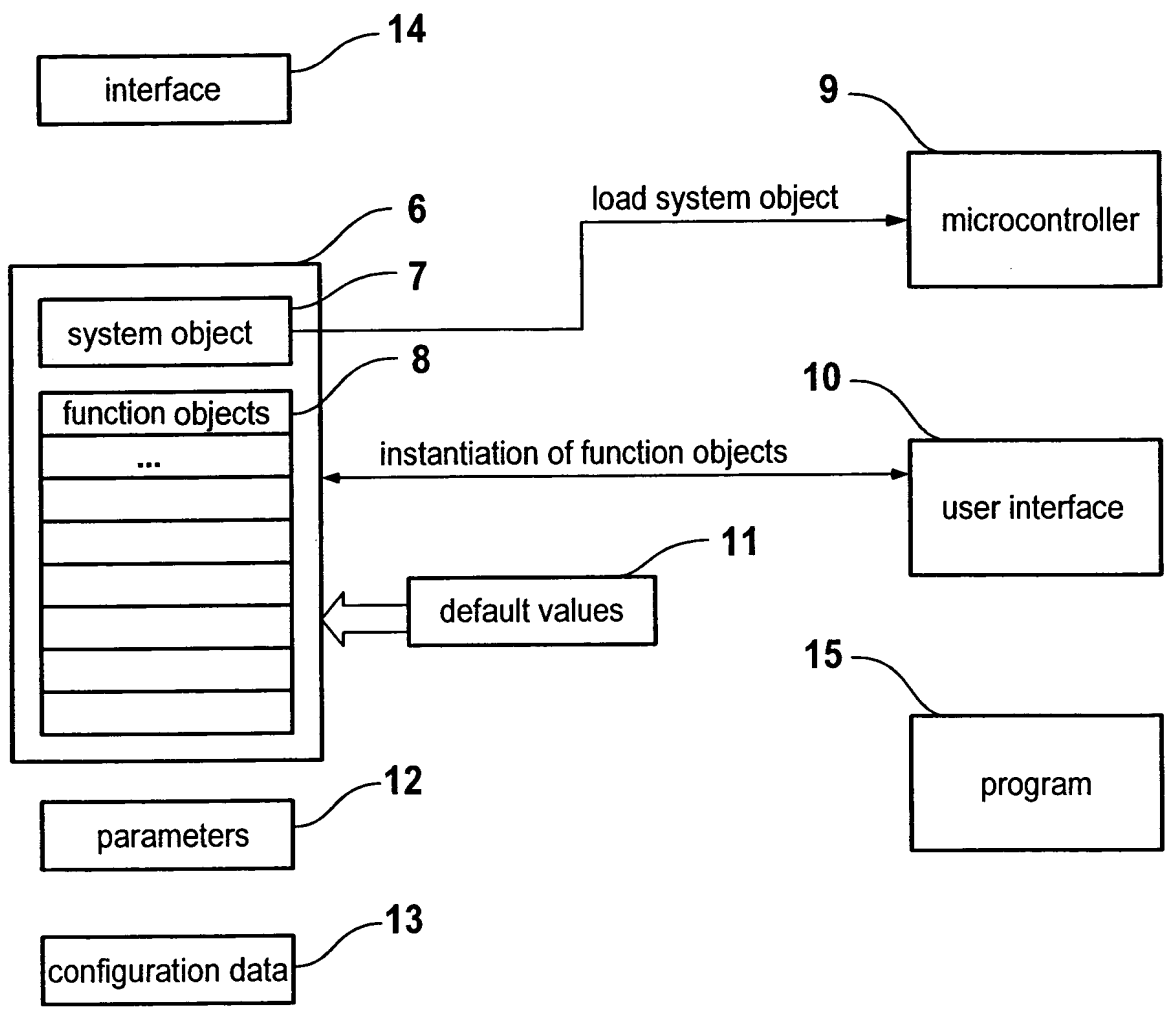 14
interface
9
load system object
microcontroller
6
7
system object
8
function objects
...
10
instantiation of function objects
user interface
11
default values
15
program
12
parameters
13
configuration data